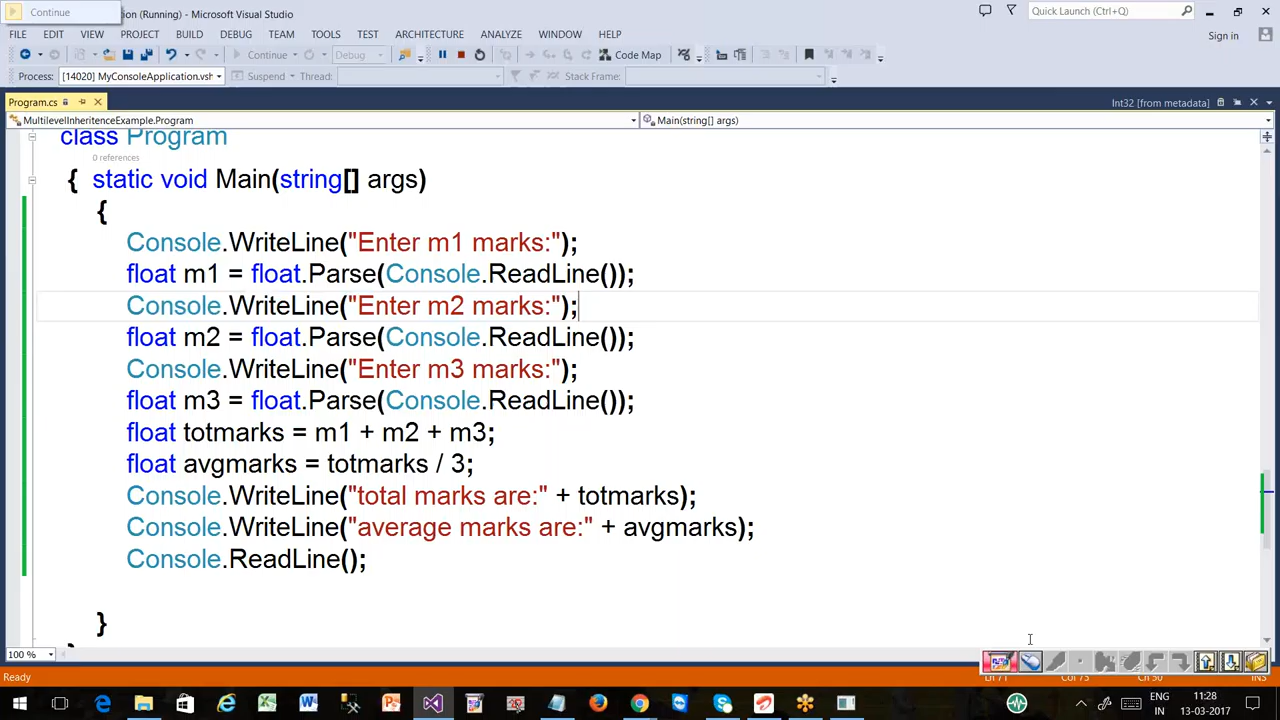 Continue
tion (Running) - Microsoft Visual Studio
Quick Launch (Ctrl+Q)
FILE EDIT VIEW PROJECT BUILD DEBUG TEAM TOOLS TEST ARCHITECTURE ANALYZE WINDOW HELP
Sign in
Continue Debug Code Map
Process: [14020] MyConsoleApplication.vsh Suspend Thread: Stack Frame:
Program.cs
Int32 [from metadata]
MultilevelInheritenceExample.Program
Main(string[] args)
class Program
0 references
{ static void Main(string[] args)
{
Console.WriteLine("Enter m1 marks:");
float m1 = float.Parse(Console.ReadLine());
Console.WriteLine("Enter m2 marks:");
float m2 = float.Parse(Console.ReadLine());
Console.WriteLine("Enter m3 marks:");
float m3 = float.Parse(Console.ReadLine());
float totmarks = m1 + m2 + m3;
float avgmarks = totmarks / 3;
Console.WriteLine("total marks are:" + totmarks);
Console.WriteLine("average marks are:" + avgmarks);
Console.ReadLine();
}
100 %
Ready
INS
ENG
11:28
IN
13-03-2017